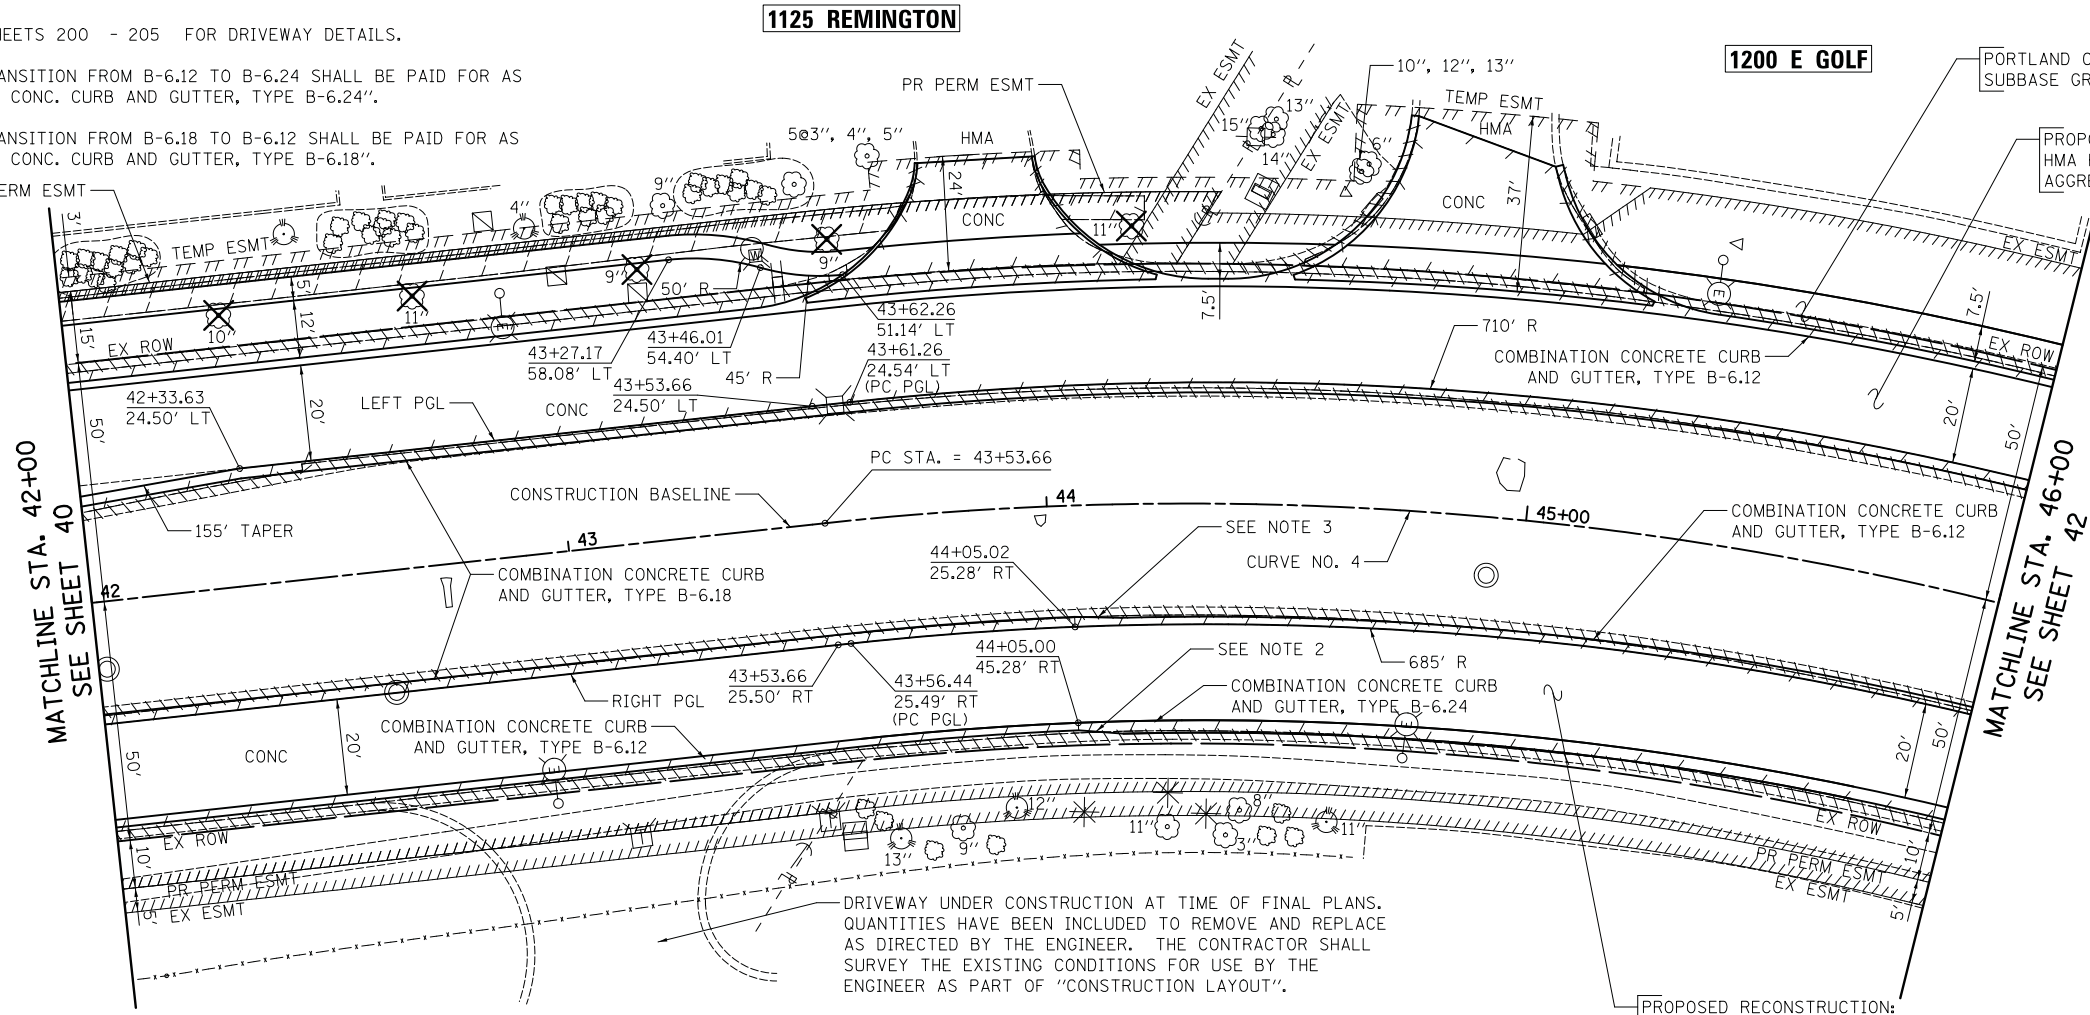 1125 REMINGTON
EETS 200 - 205 FOR DRIVEWAY DETAILS.
1200 E GOLF
PORTLAND C
SUBBASE GR
ANSITION FROM B-6.12 TO B-6.24 SHALL BE PAID FOR AS
CONC. CURB AND GUTTER, TYPE B-6.24".
ANSITION FROM B-6.18 TO B-6.12 SHALL BE PAID FOR AS
CONC. CURB AND GUTTER, TYPE B-6.18".
PR PERM ESMT
EX ESMT
10", 12", 13"
TEMP ESMT
HMA
13"
15"
14"
EX ESMT
6"
5@3", 4", 5"
HMA
PROPO
HMA
AGGRE
ERM ESMT
3'
TEMP ESMT
4"
9"
24'
CONC
11"
CONC
37'
EX ESMT
5'
12'
15'
10"
11"
9"
9"
W
50' R
7.5'
E
E
7.5'
EX ROW
EX ROW
43+62.26
51.14' LT
43+46.01
54.40' LT
43+27.17
58.08' LT
43+61.26
24.54' LT
(PC, PGL)
45' R
43+53.66
24.50' LT
710' R
COMBINATION CONCRETE CURB
AND GUTTER, TYPE B-6.12
42+33.63
24.50' LT
LEFT PGL
CONC
20'
50'
20'
50'
MATCHLINE STA. 42+00
SEE SHEET 40
PC STA. = 43+53.66
CONSTRUCTION BASELINE
155' TAPER
42
43
44
45+00
SEE NOTE 3
CURVE NO. 4
COMBINATION CONCRETE CURB
AND GUTTER, TYPE B-6.12
MATCHLINE STA. 46+00
SEE SHEET 42
COMBINATION CONCRETE CURB
AND GUTTER, TYPE B-6.18
44+05.02
25.28' RT
44+05.00
45.28' RT
SEE NOTE 2
685' R
43+53.66
25.50' RT
43+56.44
25.49' RT
(PC PGL)
RIGHT PGL
COMBINATION CONCRETE CURB
AND GUTTER, TYPE B-6.24
COMBINATION CONCRETE CURB
AND GUTTER, TYPE B-6.12
CONC
20'
50'
E
E
20'
50'
EX ROW
10'
PR PERM ESMT
EX ESMT
5'
13"
9"
12"
11"
8"
3"
11"
EX ROW
PR PERM ESMT
EX ESMT
10'
5'
DRIVEWAY UNDER CONSTRUCTION AT TIME OF FINAL PLANS.
QUANTITIES HAVE BEEN INCLUDED TO REMOVE AND REPLACE
AS DIRECTED BY THE ENGINEER. THE CONTRACTOR SHALL
SURVEY THE EXISTING CONDITIONS FOR USE BY THE
ENGINEER AS PART OF "CONSTRUCTION LAYOUT".
PROPOSED RECONSTRUCTION: